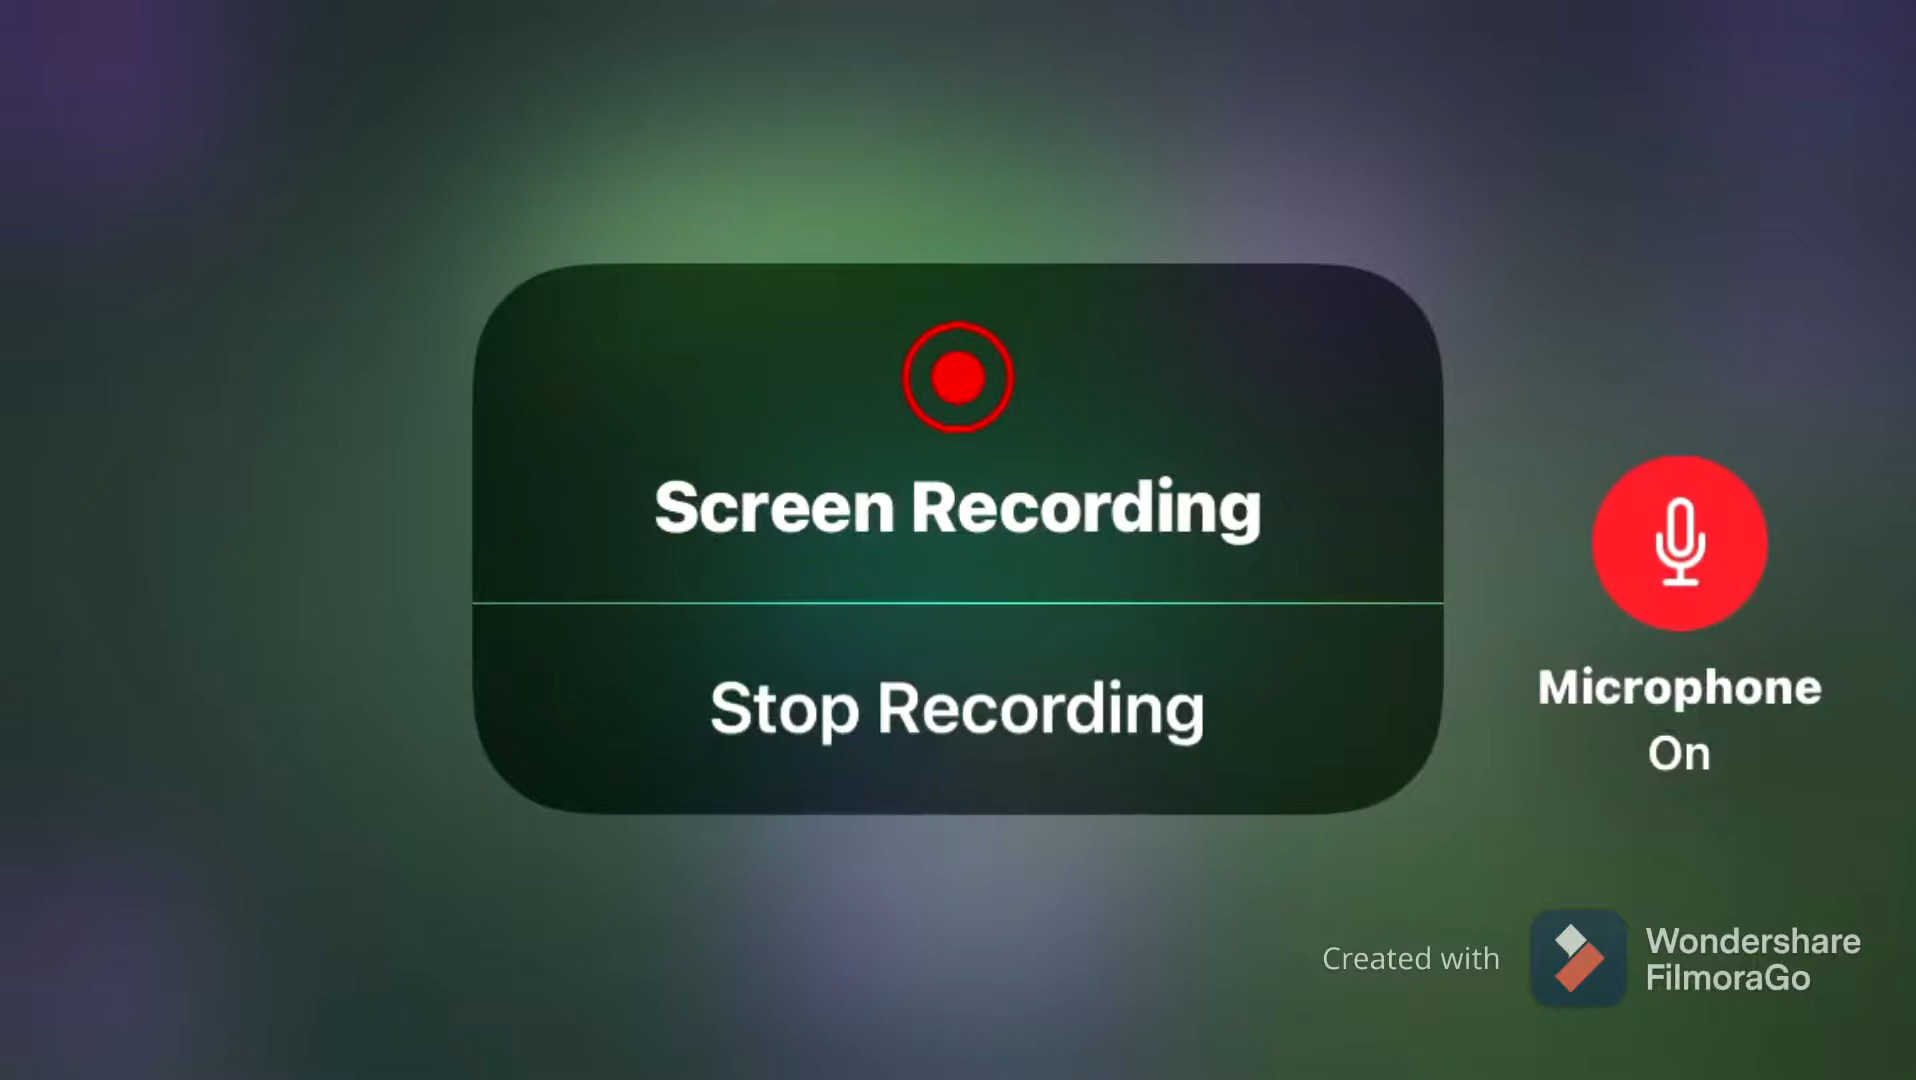 Screen Recording
Stop Recording
Microphone
On
Created with
Wondershare
FilmoraGo